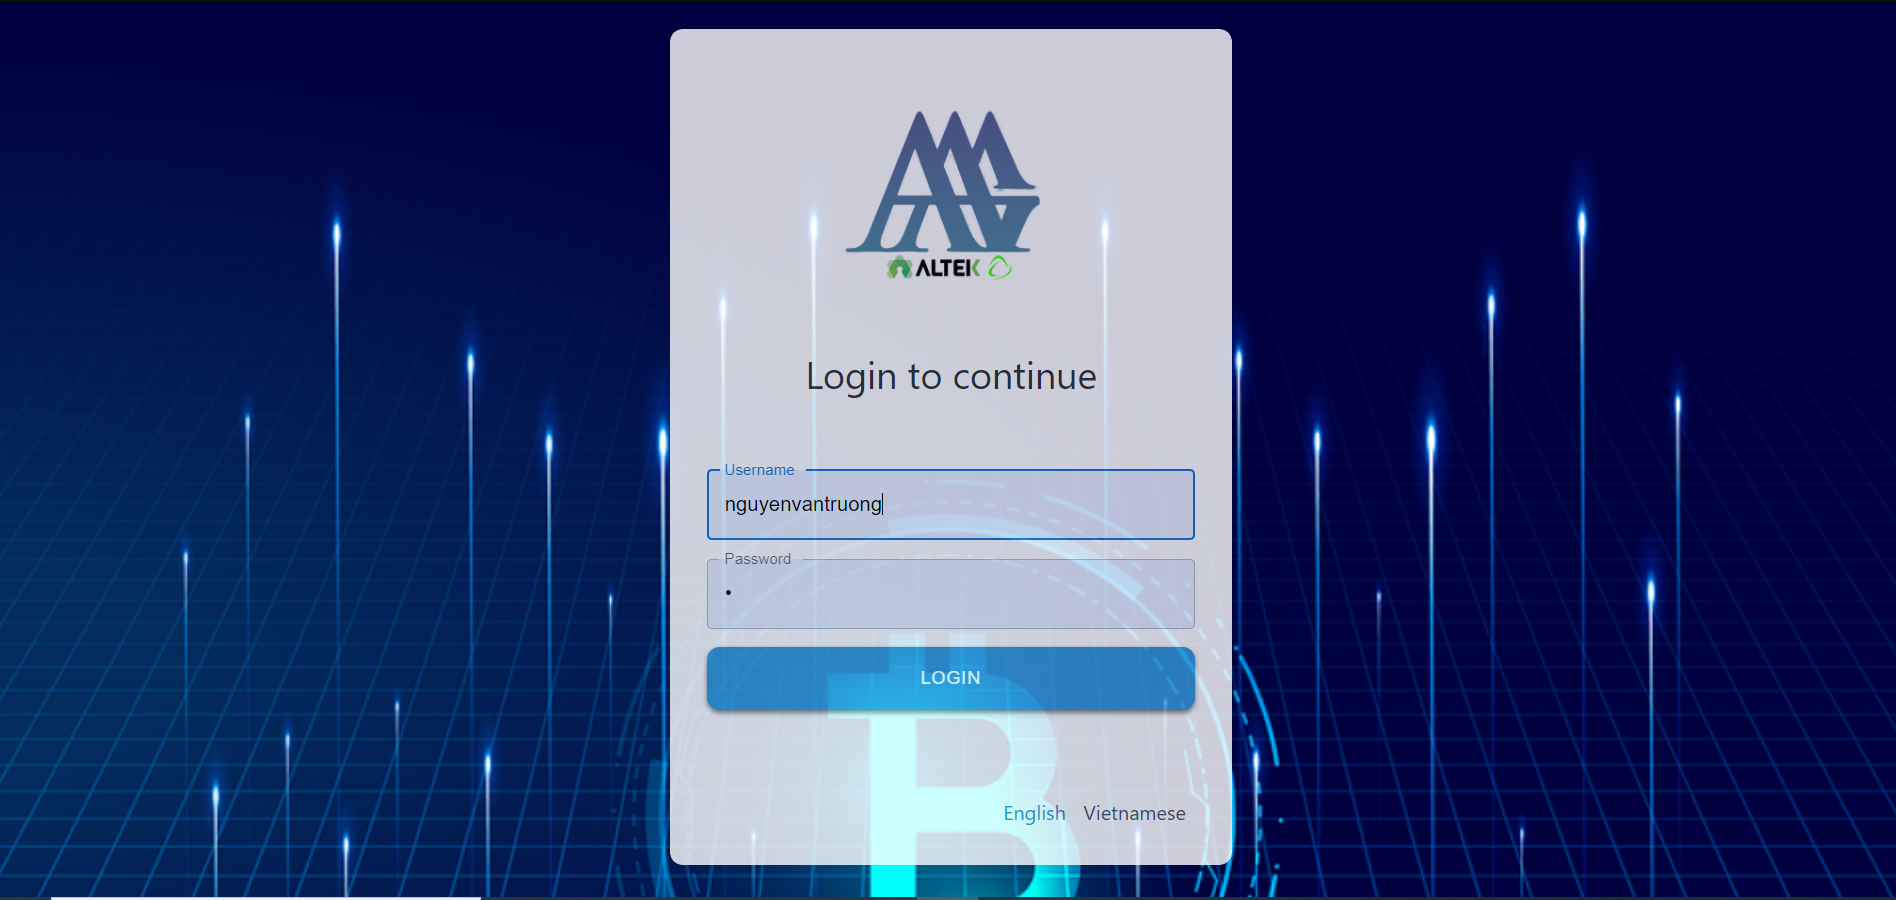 ALTEK
Login to continue
Username
nguyenvantruong
Password
•
LOGIN
English Vietnamese